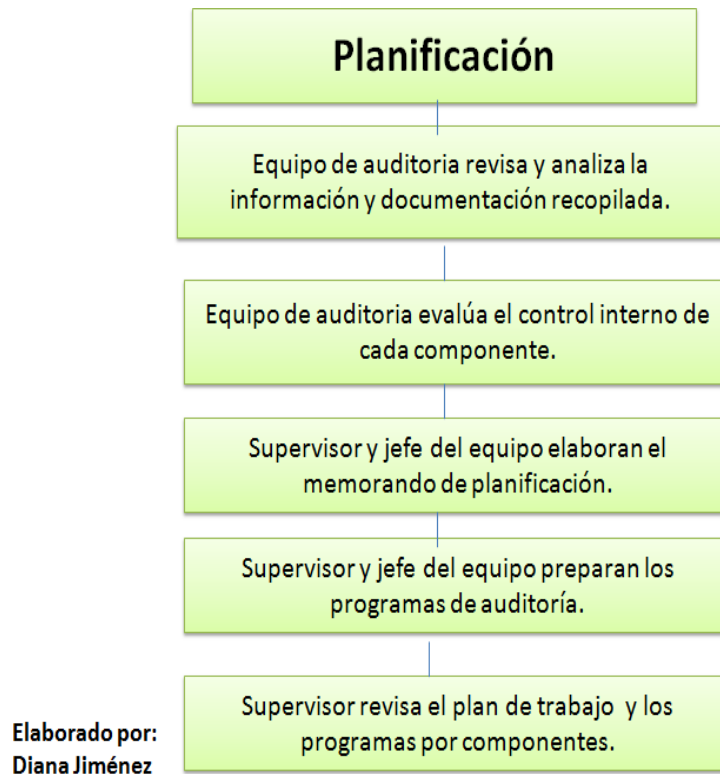 Planificación
Equipo de auditoria revisa y analiza la
información y documentación recopilada.
Equipo de auditoria evalúa el control interno de
cada componente.
Supervisor y jefe del equipo elaboran el
memorando de planificación.
Supervisor y jefe del equipo preparan los
programas de auditoría.
Supervisor revisa el plan de trabajo y los
programas por componentes.
Elaborado por:
Diana Jiménez